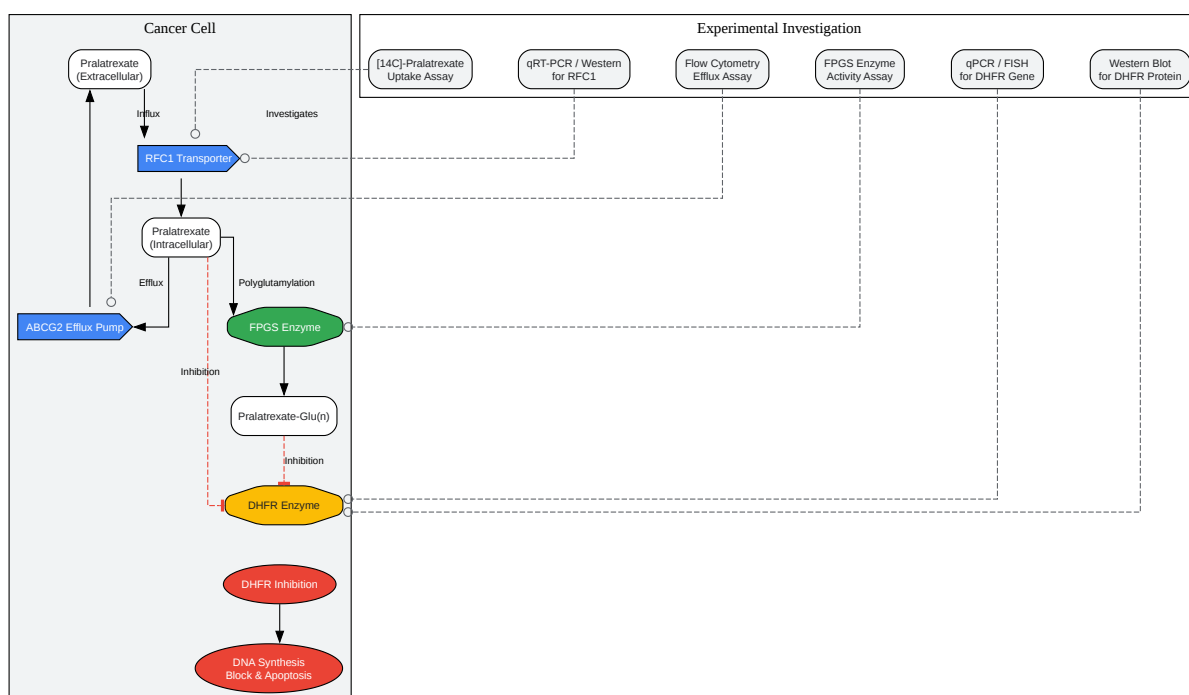 Cancer Cell
Experimental Investigation
Pralatrexate
(Extracellular)
[14C]-Pralatrexate
Uptake Assay
qRT-PCR / Western
for RFC1
Flow Cytometry
Efflux Assay
FPGS Enzyme
Activity Assay
qPCR / FISH
for DHFR Gene
Western Blot
for DHFR Protein
Influx
Investigates
RFC1 Transporter
Pralatrexate
(Intracellular)
Efflux
Polyglutamylation
ABCG2 Efflux Pump
FPGS Enzyme
Inhibition
Pralatrexate-Glu(n)
Inhibition
DHFR Enzyme
DHFR Inhibition
DNA Synthesis
Block & Apoptosis